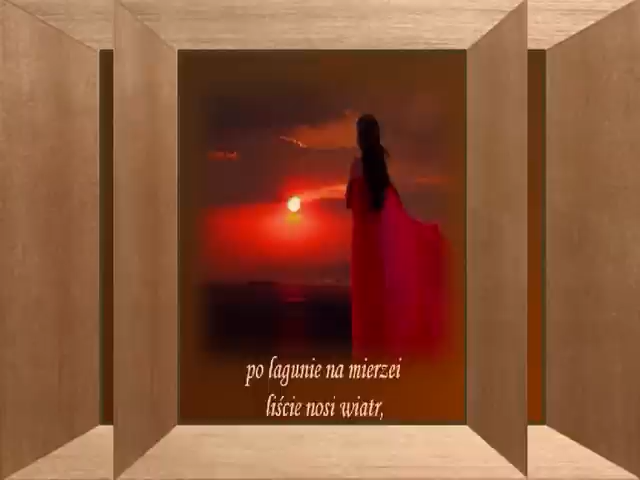 po lagunie na mierzei
liście nosi wiatr,